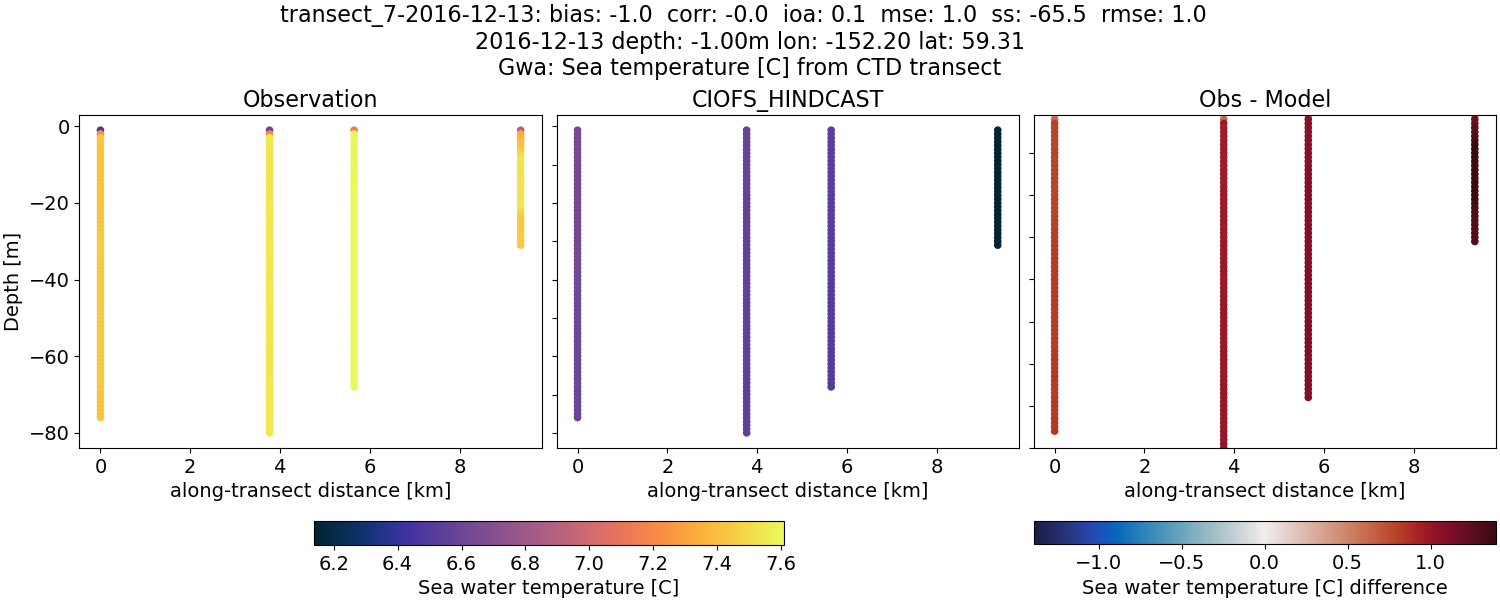 transect_7-2016-12-13: bias: -1.0  corr: -0.0  ioa: 0.1  mse: 1.0  ss: -65.5  rmse: 1.0
2016-12-13 depth: -1.00m lon: -152.20 lat: 59.31
Gwa: Sea temperature [C] from CTD transect
Observation
CIOFS_HINDCAST
Obs - Model
Depth [m]
0
−20
−40
−60
−80
0 2 4 6 8
0 2 4 6 8
0 2 4 6 8
along-transect distance [km]
along-transect distance [km]
along-transect distance [km]
6.2 6.4 6.6 6.8 7.0 7.2 7.4 7.6
Sea water temperature [C]
−1.0 −0.5 0.0 0.5 1.0
Sea water temperature [C] difference